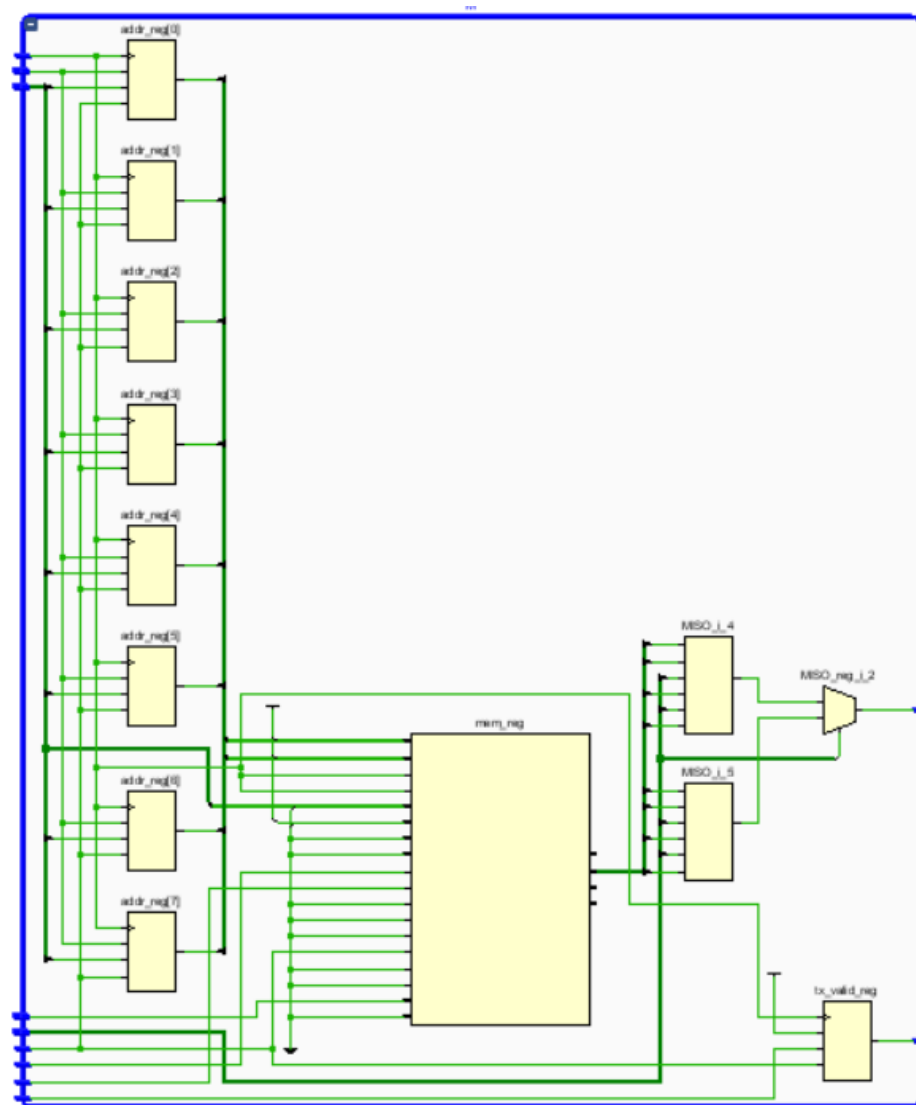 addr_reg[0]
addr_reg[1]
addr_reg[2]
addr_reg[3]
addr_reg[4]
addr_reg[5]
MISO_i_4
MISO_reg_i_2
mem_reg
MISO_i_5
addr_reg[6]
addr_reg[7]
tx_valid_reg